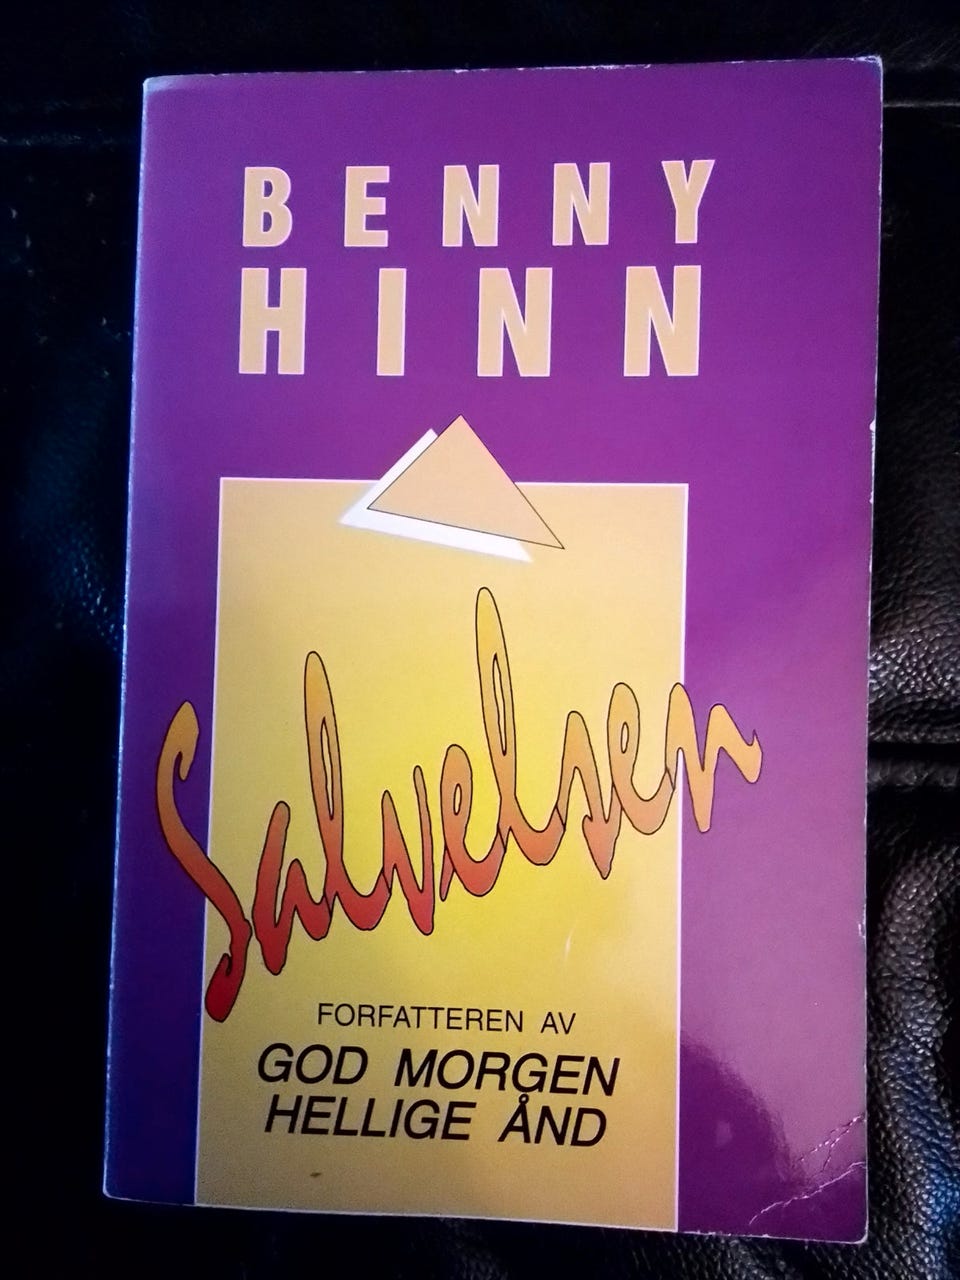 BENNY
HINN
Salvelsen
FORFATTEREN AV
GOD MORGEN
HELLIGE ÅND